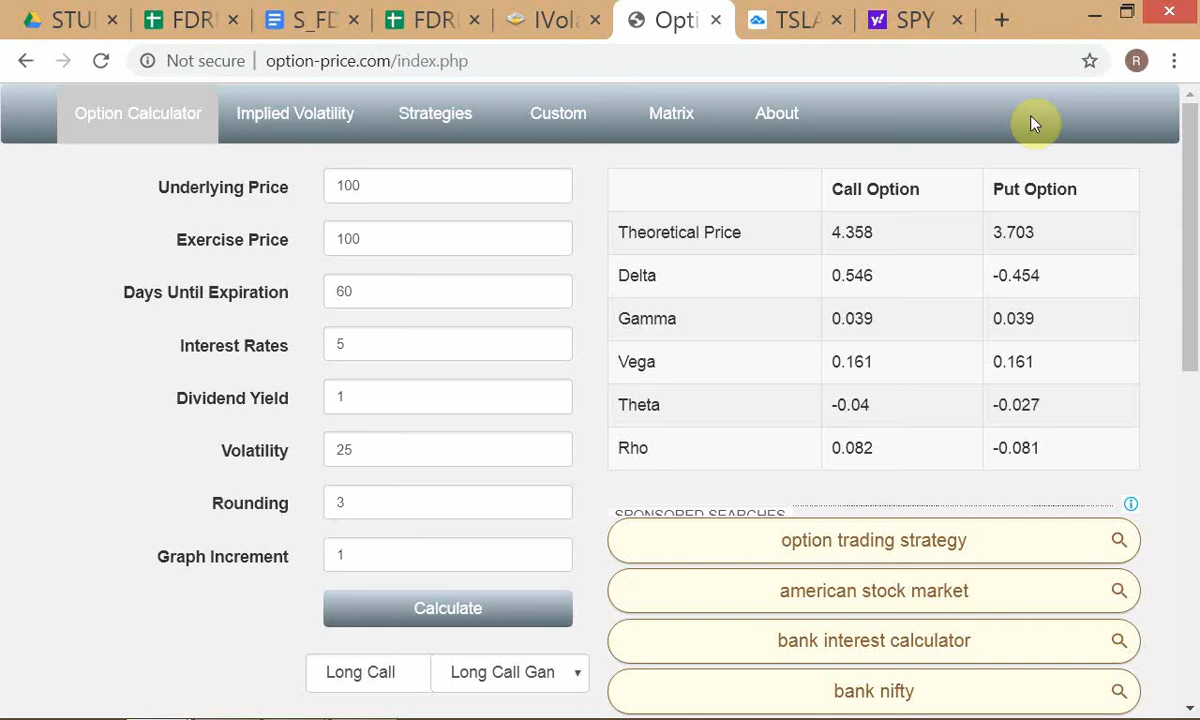 STUI FDRI S_FD FDRI IVola Opti TSLA SPY
Not secure option-price.com/index.php R
Option Calculator Implied Volatility Strategies Custom Matrix About
Underlying Price 100
Exercise Price 100
Days Until Expiration 60
Interest Rates 5
Dividend Yield 1
Volatility 25
Rounding 3
Graph Increment 1
Calculate
Long Call Long Call Gan
Call Option Put Option
Theoretical Price 4.358 3.703
Delta 0.546 -0.454
Gamma 0.039 0.039
Vega 0.161 0.161
Theta -0.04 -0.027
Rho 0.082 -0.081
SPONSORED SEARCHES
option trading strategy
american stock market
bank interest calculator
bank nifty